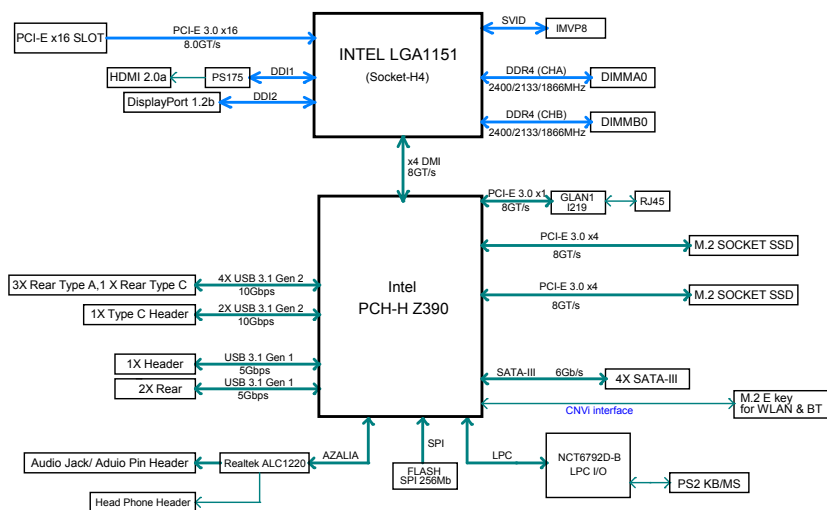 PCI-E x16 SLOT
PCI-E 3.0 x16
8.0GT/s
INTEL LGA1151
(Socket-H4)
SVID
IMVP8
HDMI 2.0a
PS175
DDI1
DisplayPort 1.2b
DDI2
DDR4 (CHA)
2400/2133/1866MHz
DIMMA0
DDR4 (CHB)
2400/2133/1866MHz
DIMMB0
x4 DMI
8GT/s
PCI-E 3.0 x1
8GT/s
GLAN1
I219
RJ45
PCI-E 3.0 x4
8GT/s
M.2 SOCKET SSD
Intel
PCH-H Z390
PCI-E 3.0 x4
8GT/s
M.2 SOCKET SSD
3X Rear Type A,1 X Rear Type C
4X USB 3.1 Gen 2
10Gbps
1X Type C Header
2X USB 3.1 Gen 2
10Gbps
1X Header
USB 3.1 Gen 1
5Gbps
2X Rear
USB 3.1 Gen 1
5Gbps
SATA-III
6Gb/s
4X SATA-III
CNVi interface
M.2 E key
for WLAN & BT
Audio Jack/ Aduio Pin Header
Realtek ALC1220
AZALIA
SPI
FLASH
SPI 256Mb
LPC
NCT6792D-B
LPC I/O
PS2 KB/MS
Head Phone Header